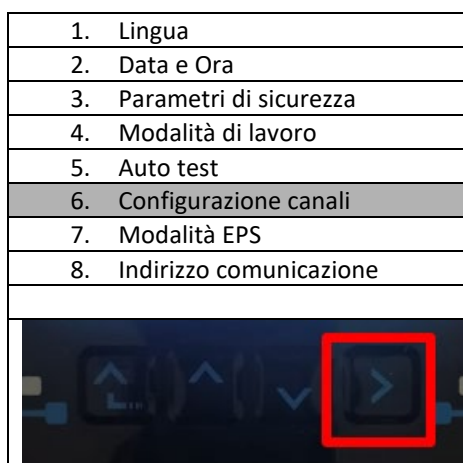 1. Lingua
2. Data e Ora
3. Parametri di sicurezza
4. Modalità di lavoro
5. Auto test
6. Configurazione canali
7. Modalità EPS
8. Indirizzo comunicazione